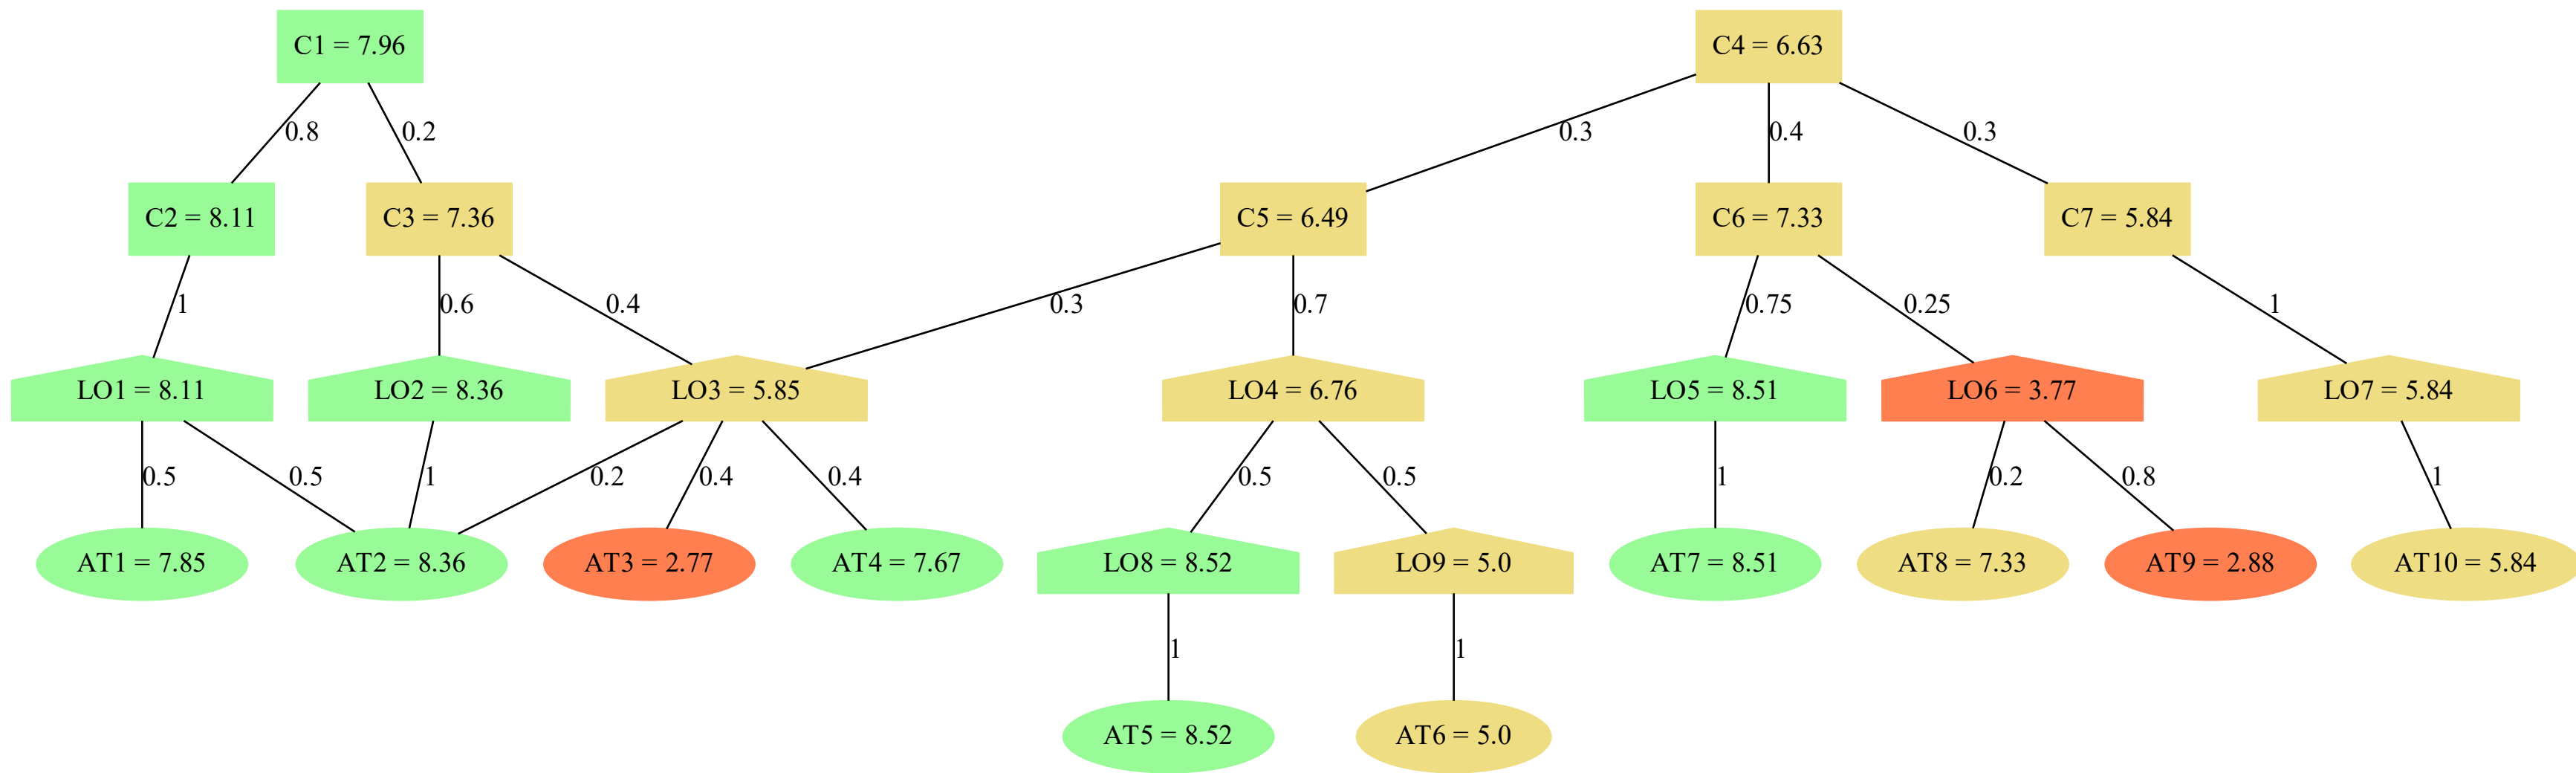 C1 = 7.96
C4 = 6.63
0.8
0.2
0.3
0.4
0.3
C2 = 8.11
C3 = 7.36
C5 = 6.49
C6 = 7.33
C7 = 5.84
1
0.6
0.4
0.3
0.7
0.75
0.25
1
LO1 = 8.11
LO2 = 8.36
LO3 = 5.85
LO4 = 6.76
LO5 = 8.51
LO6 = 3.77
LO7 = 5.84
0.5
0.5
1
0.2
0.4
0.4
0.5
0.5
1
0.2
0.8
1
AT1 = 7.85
AT2 = 8.36
AT3 = 2.77
AT4 = 7.67
LO8 = 8.52
LO9 = 5.0
AT7 = 8.51
AT8 = 7.33
AT9 = 2.88
AT10 = 5.84
1
1
AT5 = 8.52
AT6 = 5.0